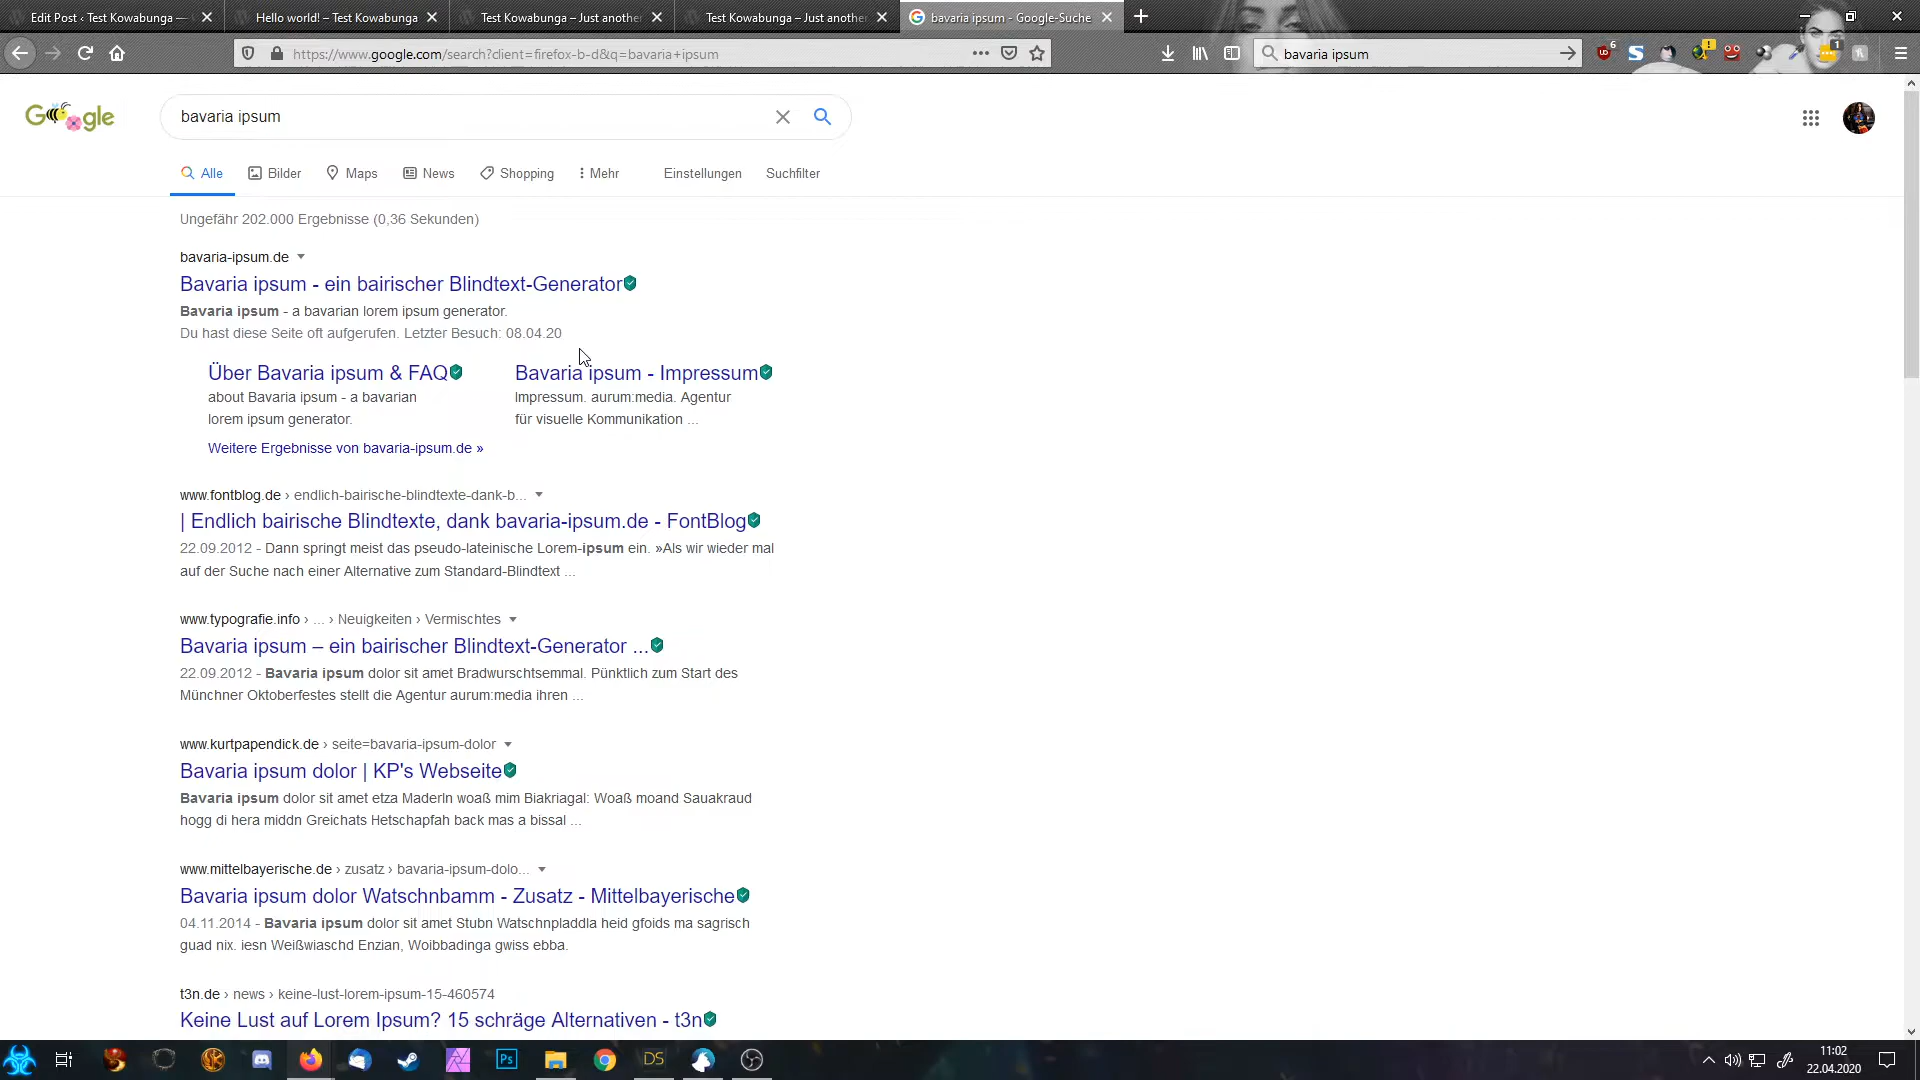 Edit Post ‹ Test Kowabunga —
Hello world! – Test Kowabunga
Test Kowabunga – Just another
Test Kowabunga – Just another
bavaria ipsum - Google-Suche
https://www.google.com/search?client=firefox-b-d&q=bavaria+ipsum
bavaria ipsum
6
1
Google
bavaria ipsum
Alle
Bilder
Maps
News
Shopping
Mehr
Einstellungen
Suchfilter
Ungefähr 202.000 Ergebnisse (0,36 Sekunden)
bavaria-ipsum.de
Bavaria ipsum - ein bairischer Blindtext-Generator
Bavaria ipsum - a bavarian lorem ipsum generator.
Du hast diese Seite oft aufgerufen. Letzter Besuch: 08.04.20
Über Bavaria ipsum & FAQ
about Bavaria ipsum - a bavarian
lorem ipsum generator.
Bavaria ipsum - Impressum
Impressum. aurum:media. Agentur
für visuelle Kommunikation ...
Weitere Ergebnisse von bavaria-ipsum.de »
www.fontblog.de › endlich-bairische-blindtexte-dank-b...
| Endlich bairische Blindtexte, dank bavaria-ipsum.de - FontBlog
22.09.2012 - Dann springt meist das pseudo-lateinische Lorem-ipsum ein. »Als wir wieder mal
auf der Suche nach einer Alternative zum Standard-Blindtext ...
www.typografie.info › ... › Neuigkeiten › Vermischtes
Bavaria ipsum – ein bairischer Blindtext-Generator ...
22.09.2012 - Bavaria ipsum dolor sit amet Bradwurschtsemmal. Pünktlich zum Start des
Münchner Oktoberfestes stellt die Agentur aurum:media ihren ...
www.kurtpapendick.de › seite=bavaria-ipsum-dolor
Bavaria ipsum dolor | KP's Webseite
Bavaria ipsum dolor sit amet etza Maderln woaß mim Biakriagal: Woaß moand Sauakraud
hogg di hera middn Greichats Hetschapfah back mas a bissal ...
www.mittelbayerische.de › zusatz › bavaria-ipsum-dolo...
Bavaria ipsum dolor Watschnbamm - Zusatz - Mittelbayerische
04.11.2014 - Bavaria ipsum dolor sit amet Stubn Watschnpladdla heid gfoids ma sagrisch
guad nix. iesn Weißwiaschd Enzian, Woibbadinga gwiss ebba.
t3n.de › news › keine-lust-lorem-ipsum-15-460574
Keine Lust auf Lorem Ipsum? 15 schräge Alternativen - t3n
Ps
DS
11:02
22.04.2020